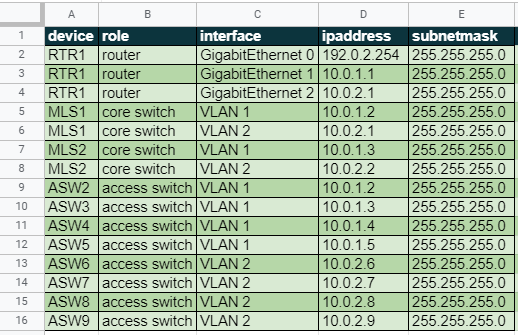 A B C D E
1 device role interface ipaddress subnetmask
2 RTR1 router GigabitEthernet 0 192.0.2.254 255.255.255.0
3 RTR1 router GigabitEthernet 1 10.0.1.1 255.255.255.0
4 RTR1 router GigabitEthernet 2 10.0.2.1 255.255.255.0
5 MLS1 core switch VLAN 1 10.0.1.2 255.255.255.0
6 MLS1 core switch VLAN 2 10.0.2.1 255.255.255.0
7 MLS2 core switch VLAN 1 10.0.1.3 255.255.255.0
8 MLS2 core switch VLAN 2 10.0.2.2 255.255.255.0
9 ASW2 access switch VLAN 1 10.0.1.2 255.255.255.0
10 ASW3 access switch VLAN 1 10.0.1.3 255.255.255.0
11 ASW4 access switch VLAN 1 10.0.1.4 255.255.255.0
12 ASW5 access switch VLAN 1 10.0.1.5 255.255.255.0
13 ASW6 access switch VLAN 2 10.0.2.6 255.255.255.0
14 ASW7 access switch VLAN 2 10.0.2.7 255.255.255.0
15 ASW8 access switch VLAN 2 10.0.2.8 255.255.255.0
16 ASW9 access switch VLAN 2 10.0.2.9 255.255.255.0